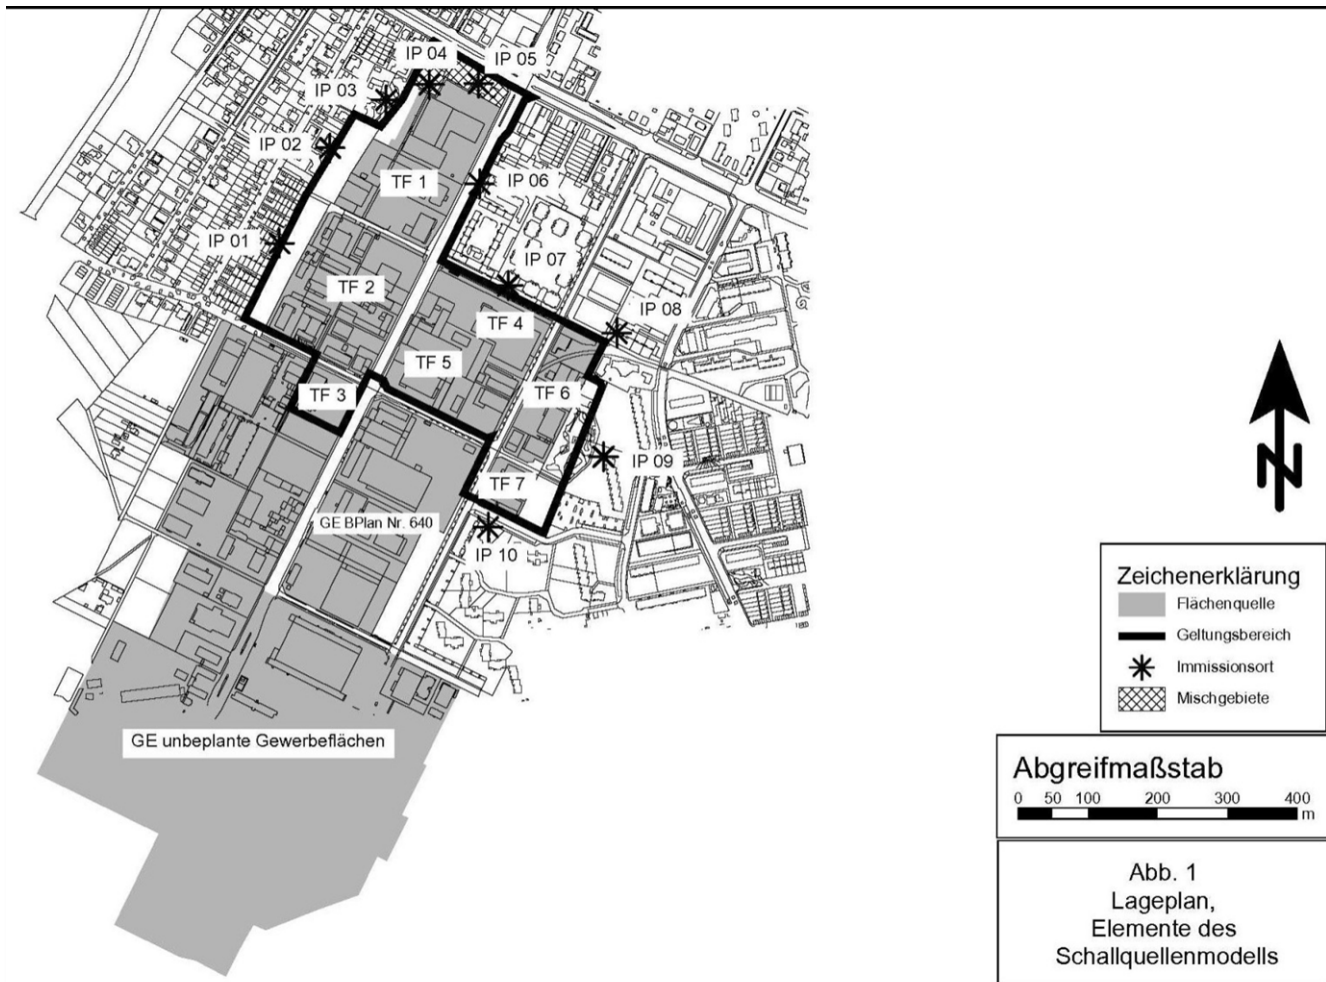 IP 04
IP 05
IP 03
IP 02
TF 1
IP 06
IP 01
IP 07
TF 2
IP 08
TF 4
TF 5
TF 3
TF 6
IP 09
TF 7
GE BPlan Nr. 640
IP 10
GE unbeplante Gewerbeflächen
N
Zeichenerklärung
Flächenquelle
Geltungsbereich
Immissionsort
Mischgebiete
Abgreifmaßstab
0 50 100 200 300 400
m
Abb. 1
Lageplan,
Elemente des
Schallquellenmodells